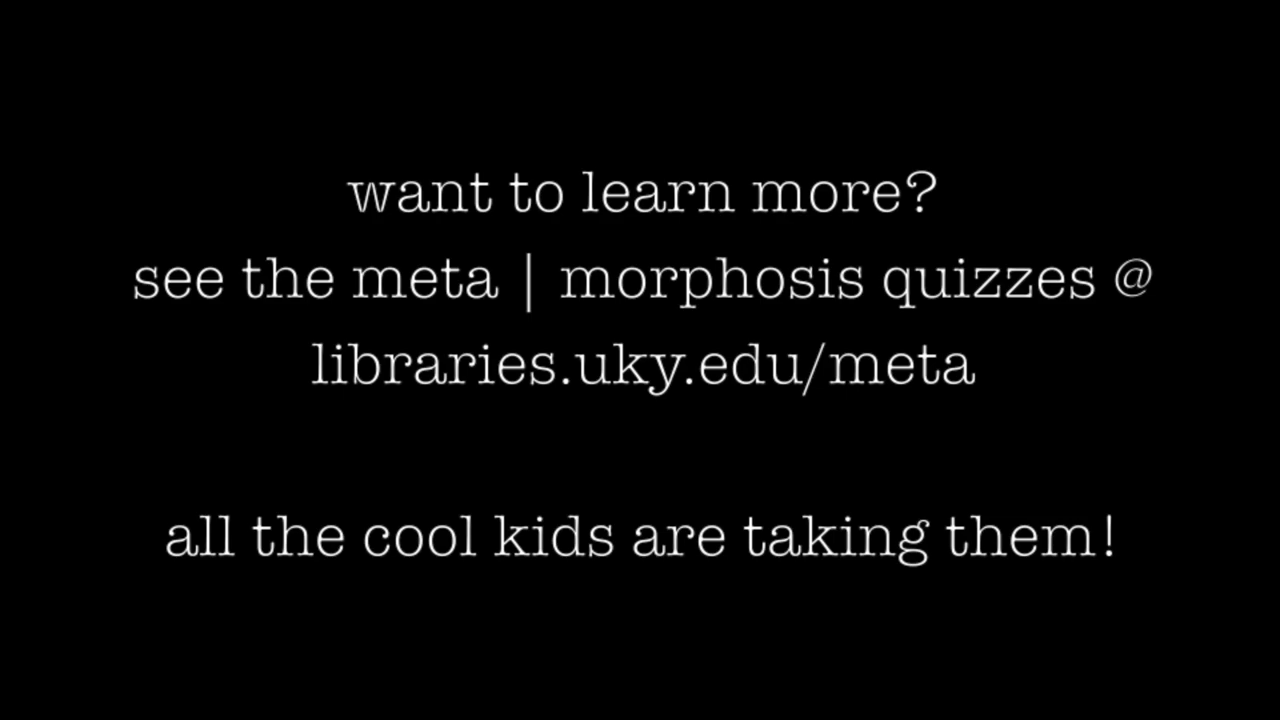 want to learn more?
see the meta | morphosis quizzes @
libraries.uky.edu/meta
all the cool kids are taking them!